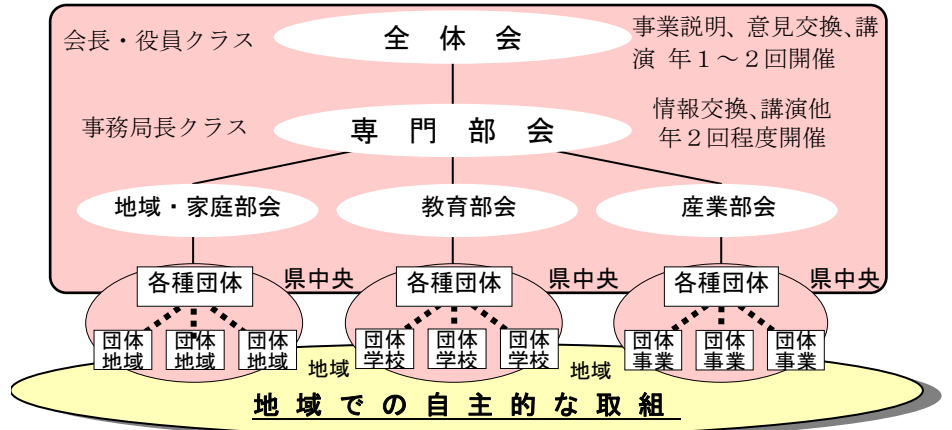 会長・役員クラス
全 体 会
事業説明、意見交換、講
演 年１～２回開催
事務局長クラス
専 門 部 会
情報交換、講演他
年２回程度開催
地域・家庭部会
教育部会
産業部会
各種団体
県中央
各種団体
県中央
各種団体
県中央
団体
地域
団体
地域
団体
地域
団体
学校
団体
学校
団体
学校
団体
事業
団体
事業
団体
事業
地域
地域
地 域 で の 自 主 的 な 取 組